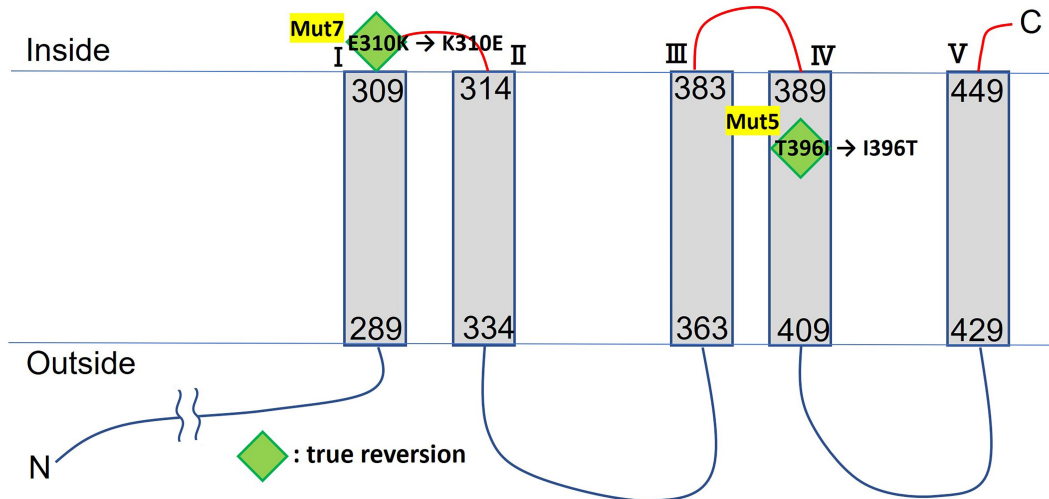 Mut7
E310K → K310E
C
Inside
Ⅰ
Ⅱ
Ⅲ
Ⅳ
Ⅴ
309
314
383
389
449
Mut5
T396I → I396T
289
334
363
409
429
Outside
N
: true reversion